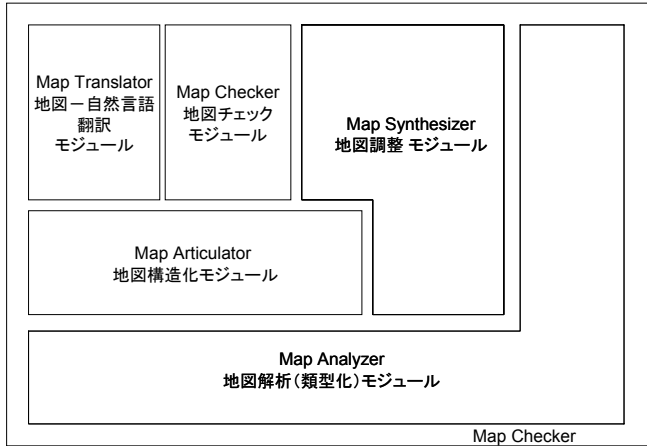 Map Translator
地図－自然言語
翻訳
モジュール
Map Checker
地図チェック
モジュール
Map Synthesizer
地図調整 モジュール
Map Articulator
地図構造化モジュール
Map Analyzer
地図解析(類型化)モジュール
Map Checker